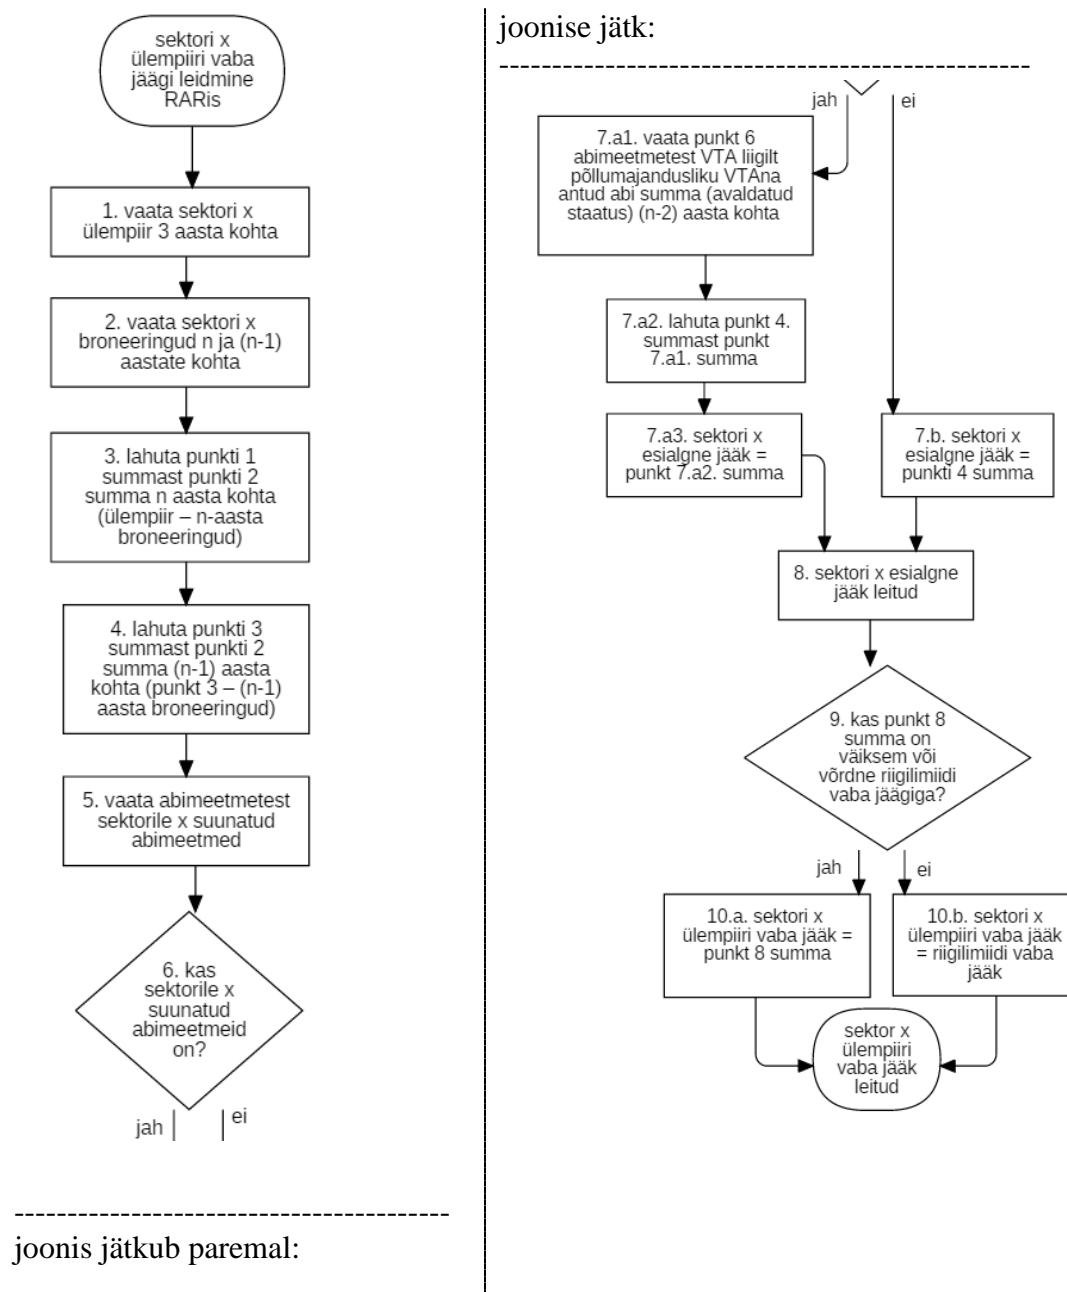 sektori x
ülempiiri vaba
jäägi leidmine
RARis
1. vaata sektori x
ülempiir 3 aasta kohta
2. vaata sektori x
broneeringud n ja (n-1)
aastate kohta
3. lahuta punkti 1
summast punkti 2
summa n aasta kohta
(ülempiir – n-aasta
broneeringud)
4. lahuta punkti 3
summast punkti 2
summa (n-1) aasta
kohta (punkt 3 – (n-1)
aasta broneeringud)
5. vaata abimeetmetest
sektorile x suunatud
abimeetmed
6. kas
sektorile x
suunatud
abimeetmeid
on?
jah
ei
joonis jätkub paremal:
joonise jätk:
jah
ei
7.a1. vaata punkt 6
abimeetmetest VTA liigilt
põllumajandusliku VTAna
antud abi summa (avaldatud
staatus) (n-2) aasta kohta
7.a2. lahuta punkt 4.
summast punkt
7.a1. summa
7.a3. sektori x
esialgne jääk =
punkt 7.a2. summa
7.b. sektori x
esialgne jääk =
punkti 4 summa
8. sektori x esialgne
jääk leitud
9. kas punkt 8
summa on
väiksem või
võrdne riigilimiidi
vaba jäägiga?
jah
ei
10.a. sektori x
ülempiiri vaba jääk =
punkt 8 summa
10.b. sektori x
ülempiiri vaba jääk
= riigilimiidi vaba
jääk
sektor x
ülempiiri
vaba jääk
leitud